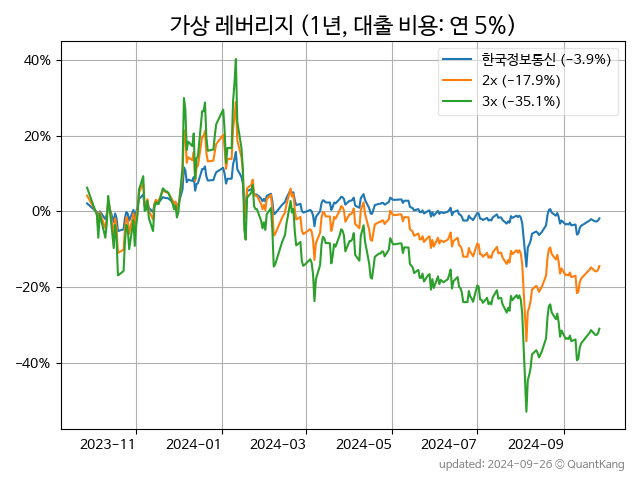 가상 레버리지 (1년, 대출 비용: 연 5%)
한국정보통신 (−3.9%)
2x (−17.9%)
3x (−35.1%)
40%
20%
0%
−20%
−40%
2023-11 2024-01 2024-03 2024-05 2024-07 2024-09
updated: 2024-09-26 © QuantKang